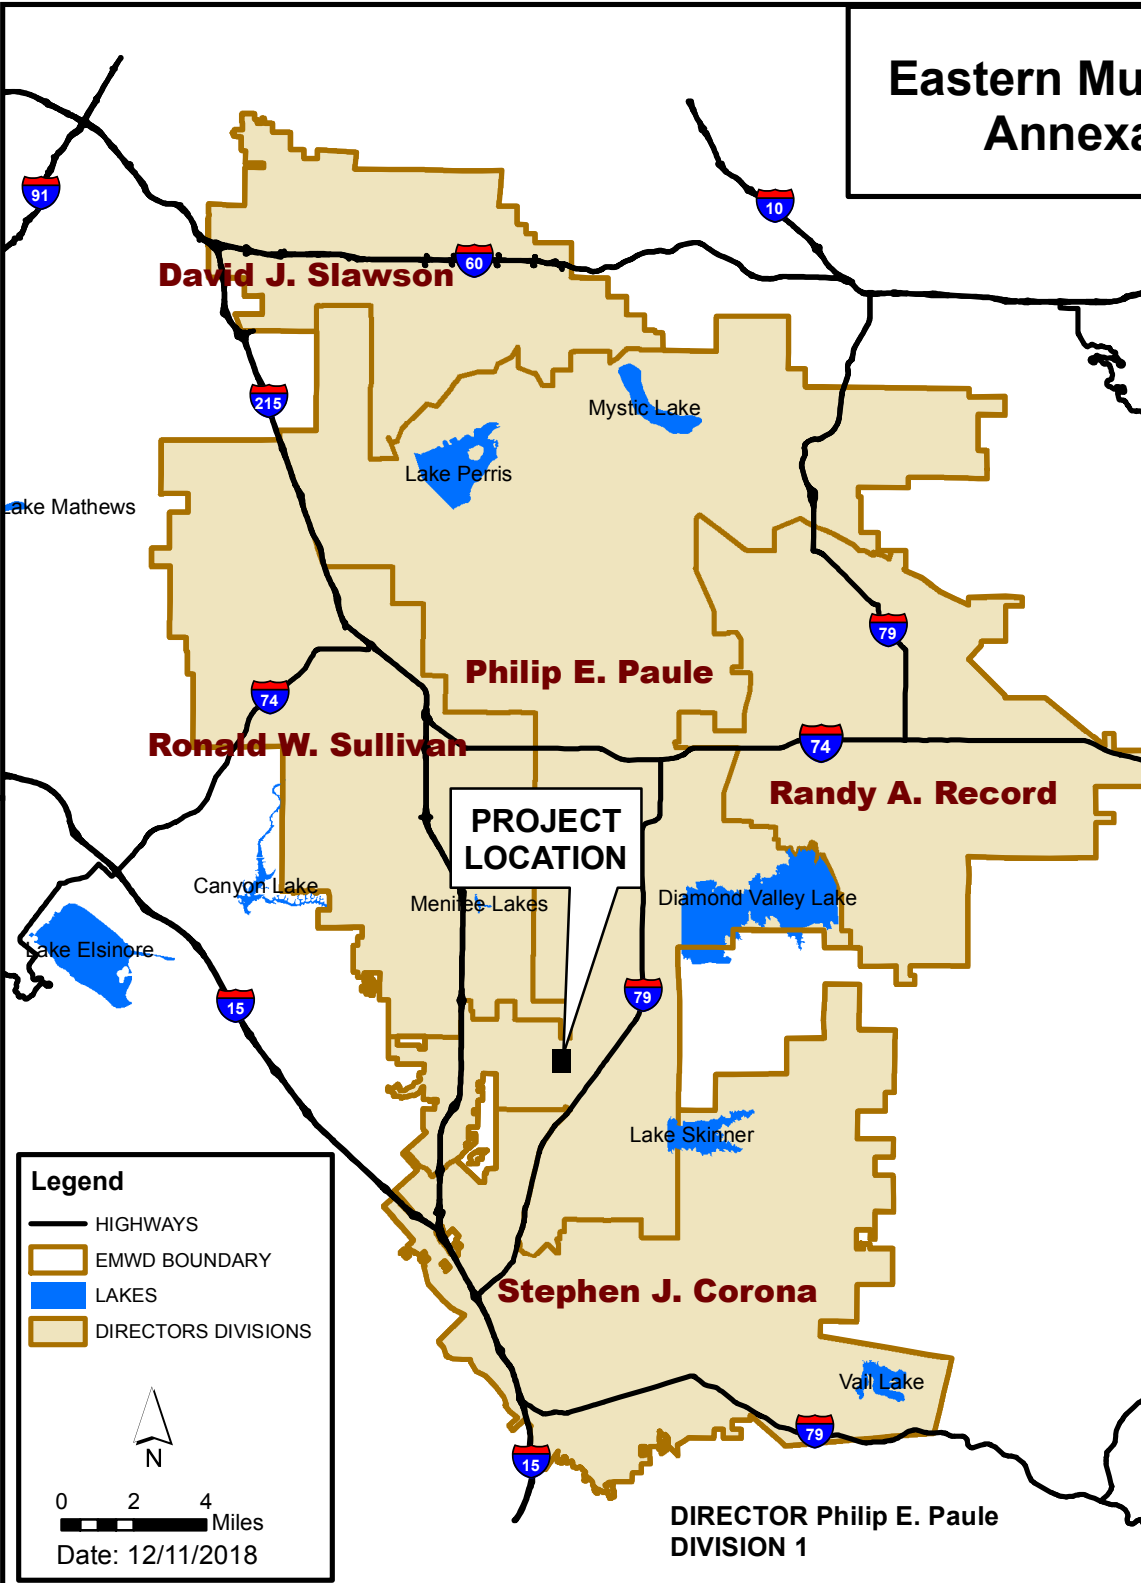 Eastern Mu
Annexa
91
10
60
David J. Slawson
215
Mystic Lake
Lake Perris
Lake Mathews
79
Philip E. Paule
74
Ronald W. Sullivan
74
Randy A. Record
PROJECT
LOCATION
Canyon Lake
Menifee Lakes
Diamond Valley Lake
Lake Elsinore
15
79
Lake Skinner
Legend
HIGHWAYS
EMWD BOUNDARY
LAKES
DIRECTORS DIVISIONS
N
0 2 4
Miles
Date: 12/11/2018
Stephen J. Corona
Vail Lake
79
15
DIRECTOR Philip E. Paule
DIVISION 1